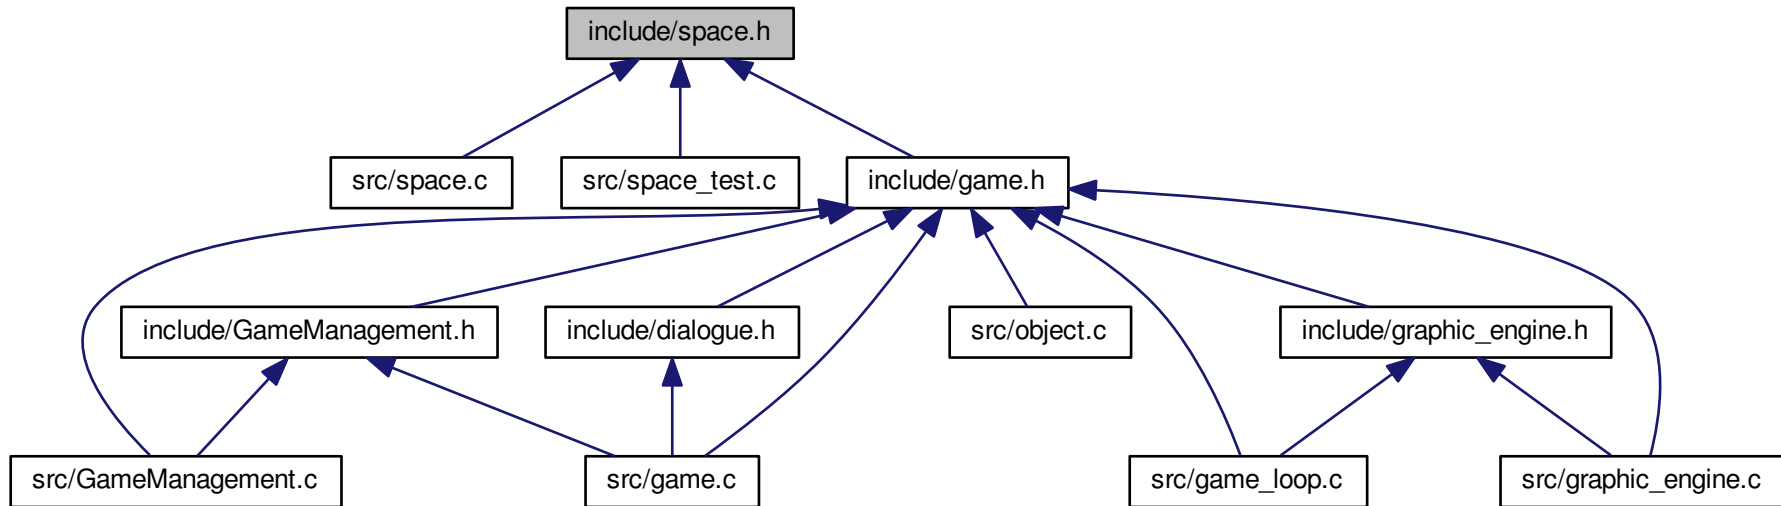 include/space.h
src/space.c
src/space_test.c
include/game.h
include/GameManagement.h
include/dialogue.h
src/object.c
include/graphic_engine.h
src/GameManagement.c
src/game.c
src/game_loop.c
src/graphic_engine.c